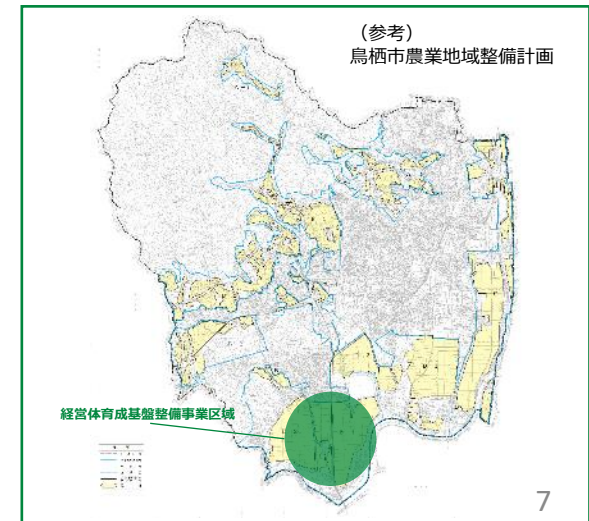 （参考）
鳥栖市農業地域整備計画
経営体育成基盤整備事業区域
7